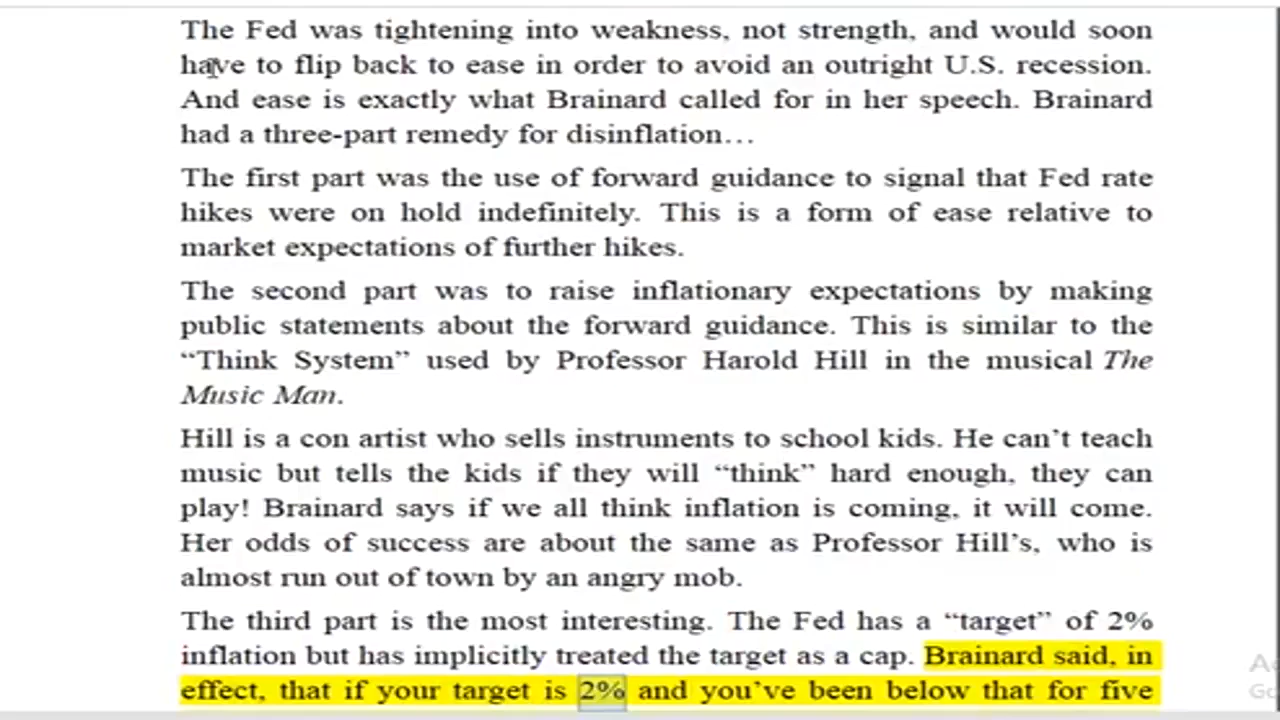 The Fed was tightening into weakness, not strength, and would soon
have to flip back to ease in order to avoid an outright U.S. recession.
And ease is exactly what Brainard called for in her speech. Brainard
had a three-part remedy for disinflation…
The first part was the use of forward guidance to signal that Fed rate
hikes were on hold indefinitely. This is a form of ease relative to
market expectations of further hikes.
The second part was to raise inflationary expectations by making
public statements about the forward guidance. This is similar to the
“Think System” used by Professor Harold Hill in the musical The
Music Man.
Hill is a con artist who sells instruments to school kids. He can’t teach
music but tells the kids if they will “think” hard enough, they can
play! Brainard says if we all think inflation is coming, it will come.
Her odds of success are about the same as Professor Hill’s, who is
almost run out of town by an angry mob.
The third part is the most interesting. The Fed has a “target” of 2%
inflation but has implicitly treated the target as a cap. Brainard said, in
effect, that if your target is 2% and you’ve been below that for five